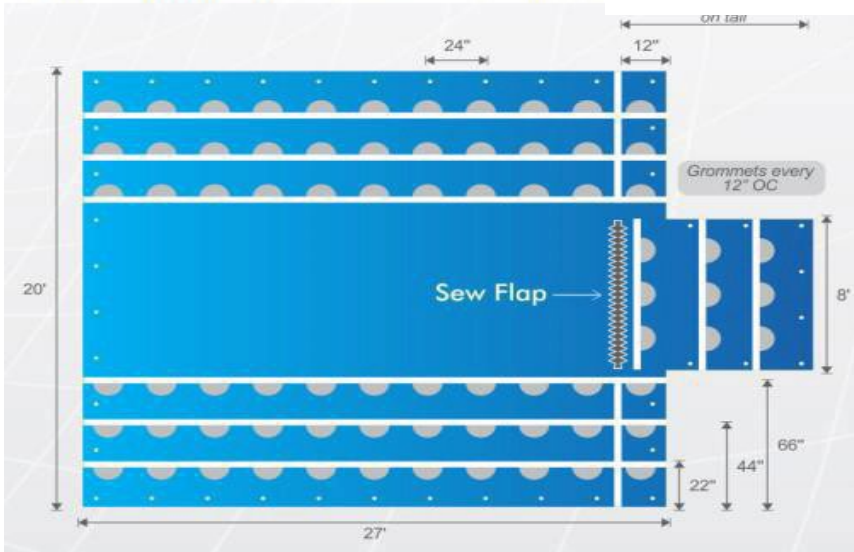 on tail
24"
12"
Grommets every
12" OC
20'
Sew Flap
8'
66"
44"
22"
27'